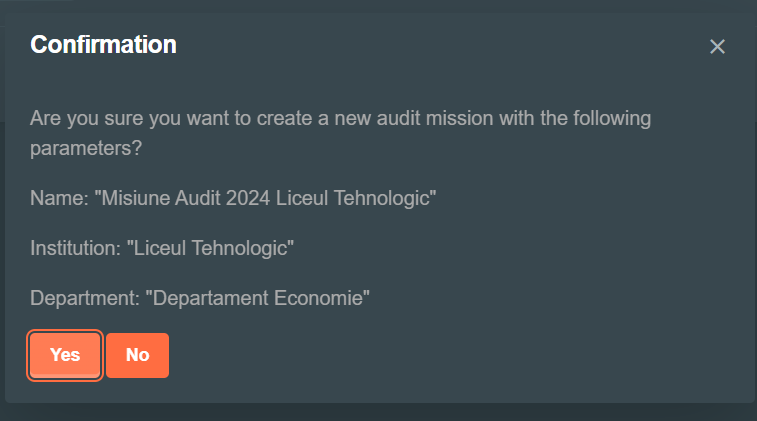 Confirmation
Are you sure you want to create a new audit mission with the following
parameters?
Name: "Misiune Audit 2024 Liceul Tehnologic"
Institution: "Liceul Tehnologic"
Department: "Departament Economie"
Yes No